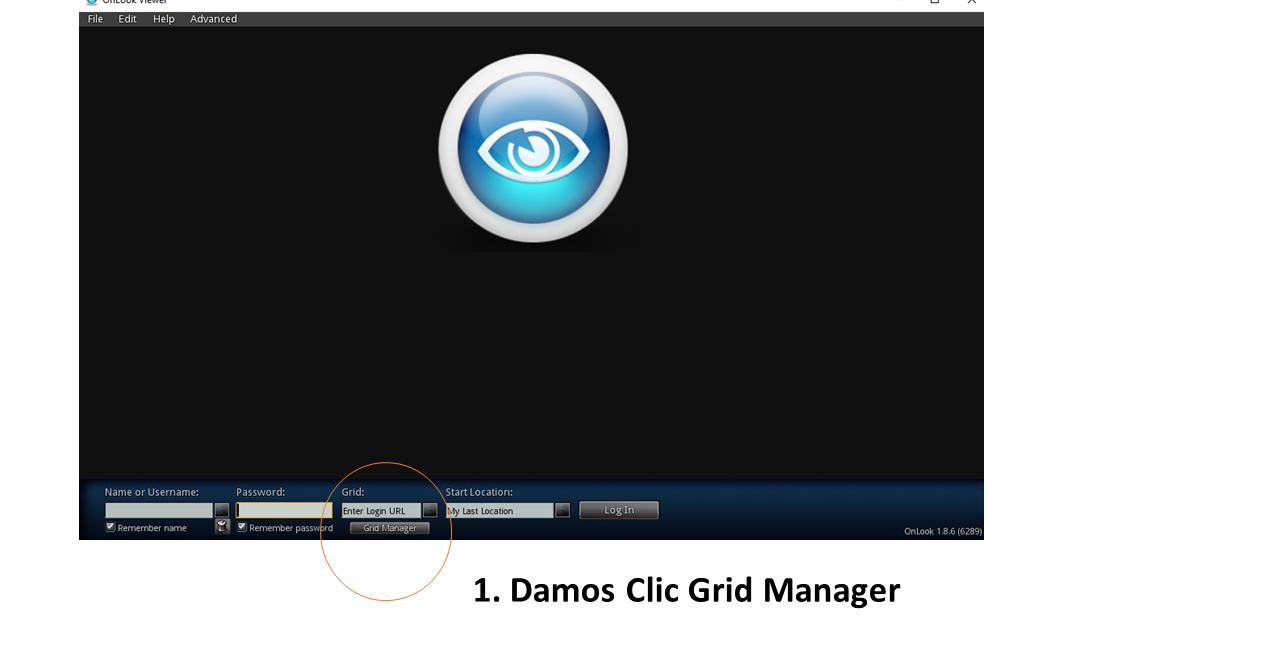 OnLook Viewer
File Edit Help Advanced
Name or Username: Password: Grid: Start Location:
Enter Login URL My Last Location Log In
Remember name Remember password Grid Manager
OnLook 1.8.6 (6289)
1. Damos Clic Grid Manager